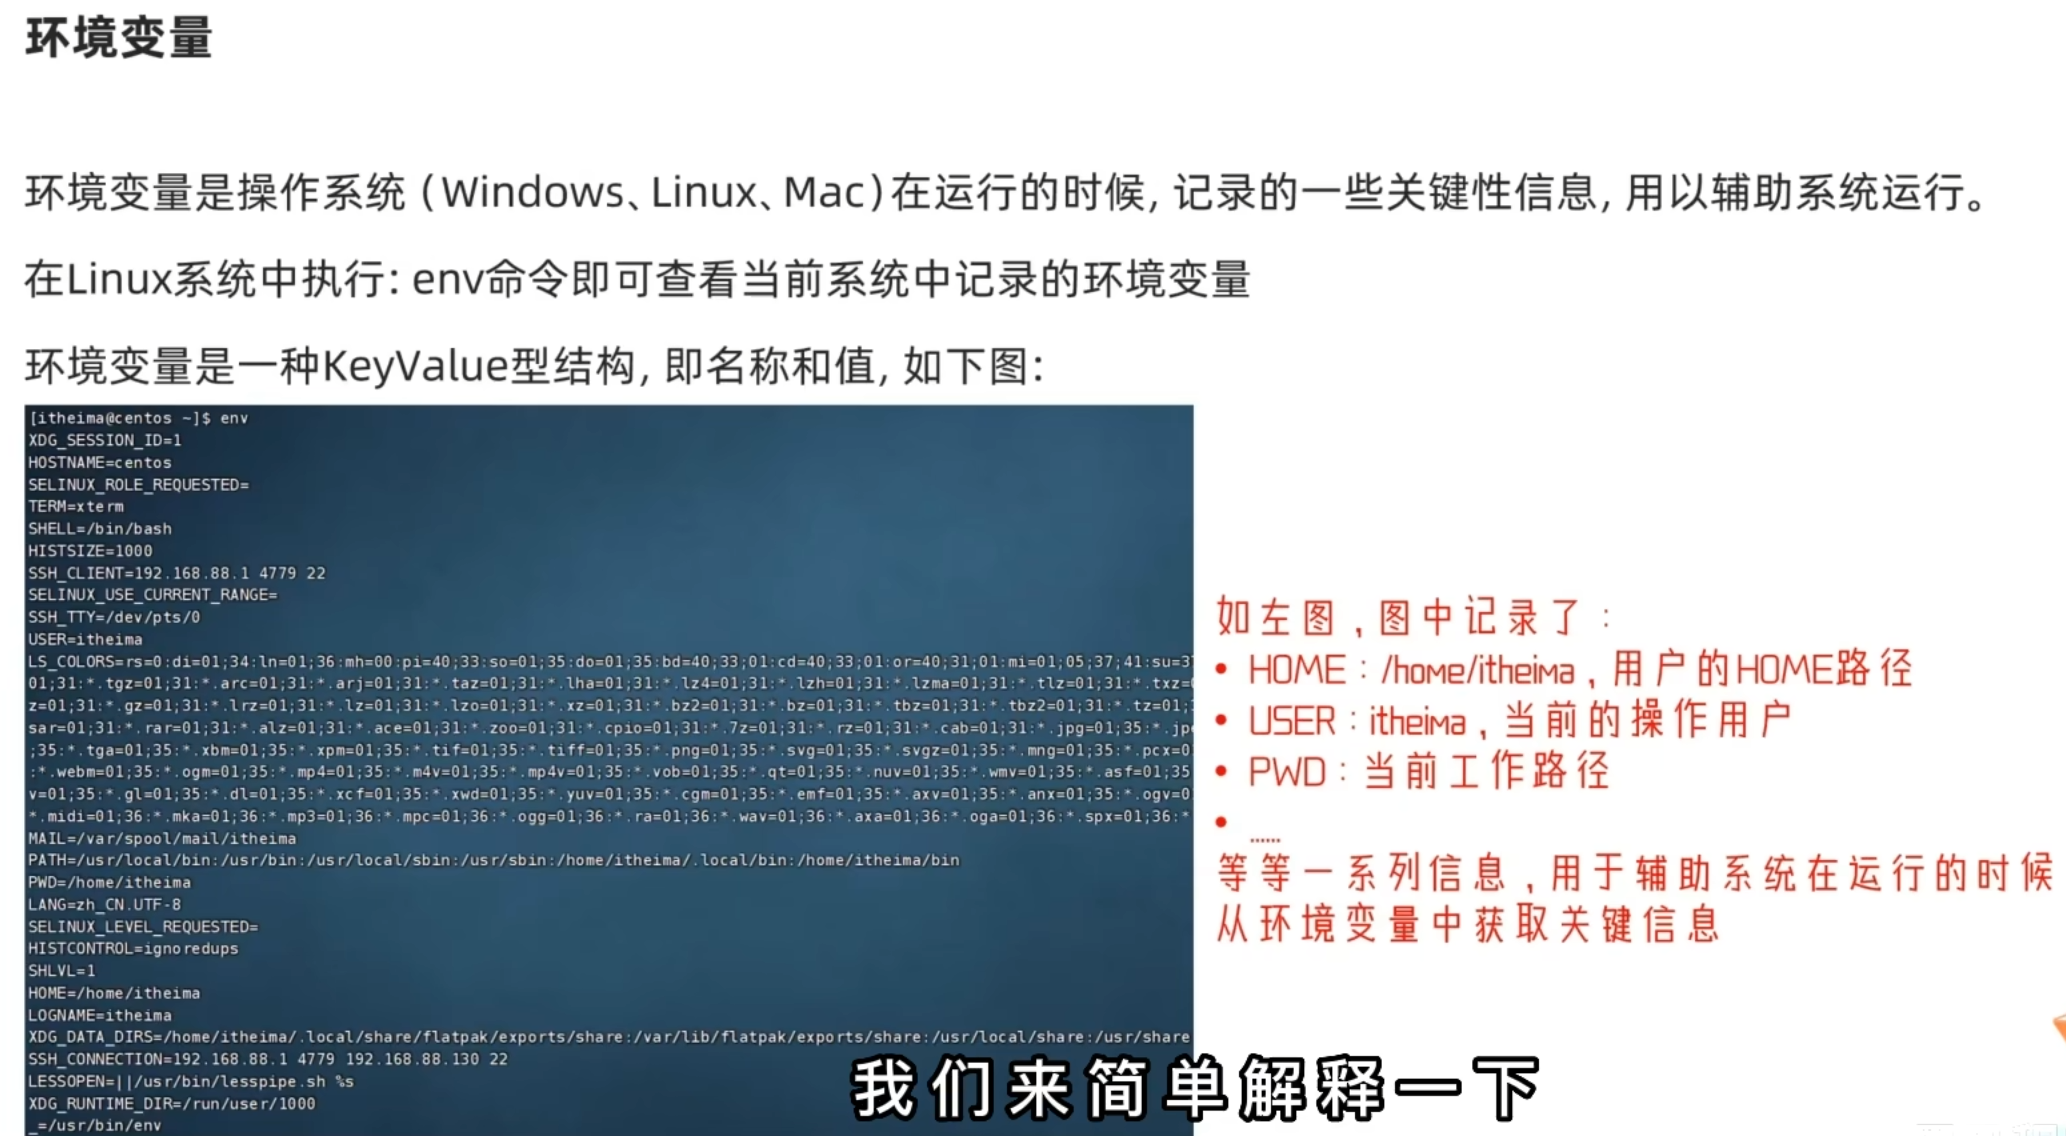 环境变量
环境变量是操作系统（Windows、Linux、Mac）在运行的时候，记录的一些关键性信息，用以辅助系统运行。
在Linux系统中执行：env命令即可查看当前系统中记录的环境变量
环境变量是一种KeyValue型结构，即名称和值，如下图：
[itheima@centos ~]$ env
XDG_SESSION_ID=1
HOSTNAME=centos
SELINUX_ROLE_REQUESTED=
TERM=xterm
SHELL=/bin/bash
HISTSIZE=1000
SSH_CLIENT=192.168.88.1 4779 22
SELINUX_USE_CURRENT_RANGE=
SSH_TTY=/dev/pts/0
USER=itheima
LS_COLORS=rs=0:di=01;34:ln=01;36:mh=00:pi=40;33:so=01;35:do=01;35:bd=40;33;01:cd=40;33;01:or=40;31;01:mi=01;05;37;41:su=37
01;31:*.tgz=01;31:*.arc=01;31:*.arj=01;31:*.taz=01;31:*.lha=01;31:*.lz4=01;31:*.lzh=01;31:*.lzma=01;31:*.tlz=01;31:*.txz=0
z=01;31:*.gz=01;31:*.lrz=01;31:*.lz=01;31:*.lzo=01;31:*.xz=01;31:*.bz2=01;31:*.bz=01;31:*.tbz=01;31:*.tbz2=01;31:*.tz=01;
sar=01;31:*.rar=01;31:*.alz=01;31:*.ace=01;31:*.zoo=01;31:*.cpio=01;31:*.7z=01;31:*.rz=01;31:*.cab=01;31:*.jpg=01;35:*.jp
;35:*.tga=01;35:*.xbm=01;35:*.xpm=01;35:*.tif=01;35:*.tiff=01;35:*.png=01;35:*.svg=01;35:*.svgz=01;35:*.mng=01;35:*.pcx=0
:*.webm=01;35:*.ogm=01;35:*.mp4=01;35:*.m4v=01;35:*.mp4v=01;35:*.vob=01;35:*.qt=01;35:*.nuv=01;35:*.wmv=01;35:*.asf=01;35
v=01;35:*.gl=01;35:*.dl=01;35:*.xcf=01;35:*.xwd=01;35:*.yuv=01;35:*.cgm=01;35:*.emf=01;35:*.axv=01;35:*.anx=01;35:*.ogv=0
*.midi=01;36:*.mka=01;36:*.mp3=01;36:*.mpc=01;36:*.ogg=01;36:*.ra=01;36:*.wav=01;36:*.axa=01;36:*.oga=01;36:*.spx=01;36:*
MAIL=/var/spool/mail/itheima
PATH=/usr/local/bin:/usr/bin:/usr/local/sbin:/usr/sbin:/home/itheima/.local/bin:/home/itheima/bin
PWD=/home/itheima
LANG=zh_CN.UTF-8
SELINUX_LEVEL_REQUESTED=
HISTCONTROL=ignoredups
SHLVL=1
HOME=/home/itheima
LOGNAME=itheima
XDG_DATA_DIRS=/home/itheima/.local/share/flatpak/exports/share:/var/lib/flatpak/exports/share:/usr/local/share:/usr/share
SSH_CONNECTION=192.168.88.1 4779 192.168.88.130 22
LESSOPEN=||/usr/bin/lesspipe.sh %s
XDG_RUNTIME_DIR=/run/user/1000
_=/usr/bin/env
如左图，图中记录了：
• HOME：/home/itheima，用户的HOME路径
• USER：itheima，当前的操作用户
• PWD：当前工作路径
• ……
等等一系列信息，用于辅助系统在运行的时候
从环境变量中获取关键信息
我们来简单解释一下